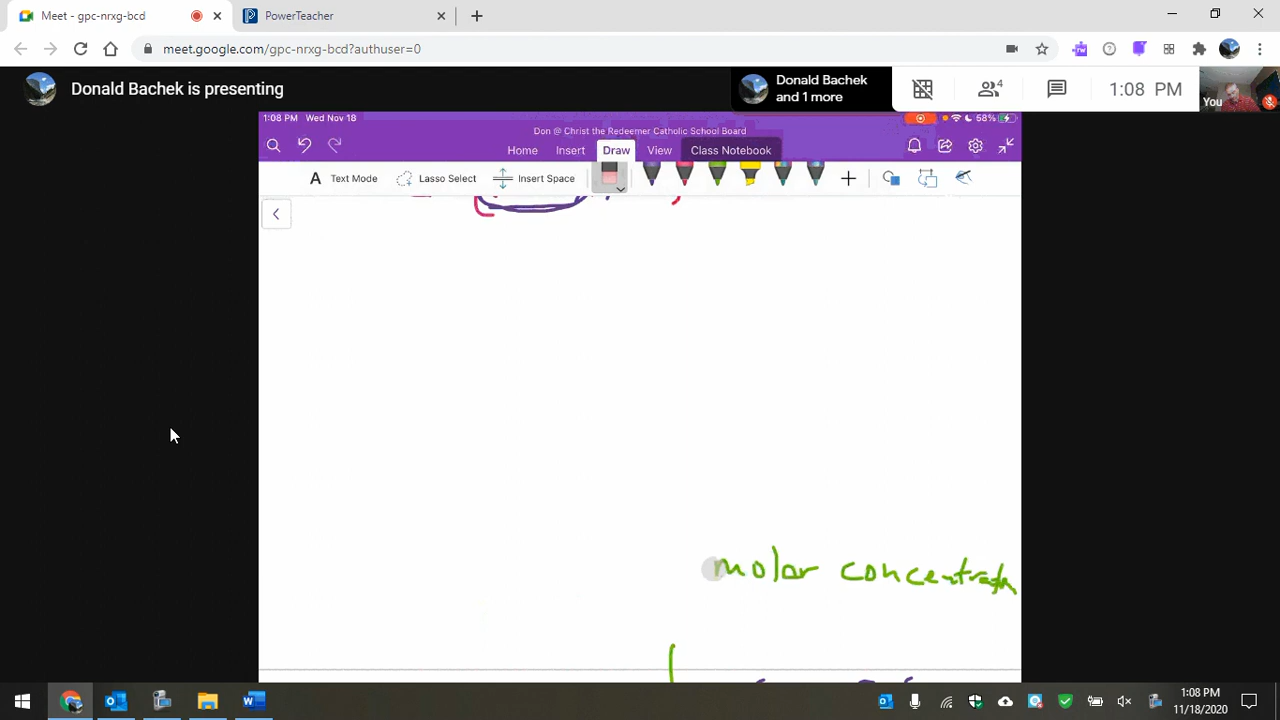 Meet - gpc-nrxg-bcd
PowerTeacher
meet.google.com/gpc-nrxg-bcd?authuser=0
Donald Bachek is presenting
Donald Bachek
and 1 more
4
1:08 PM
You
1:08 PM Wed Nov 18
68%
Don @ Christ the Redeemer Catholic School Board
Home Insert Draw View Class Notebook
A Text Mode Lasso Select Insert Space
molar concentration
1:08 PM
11/18/2020